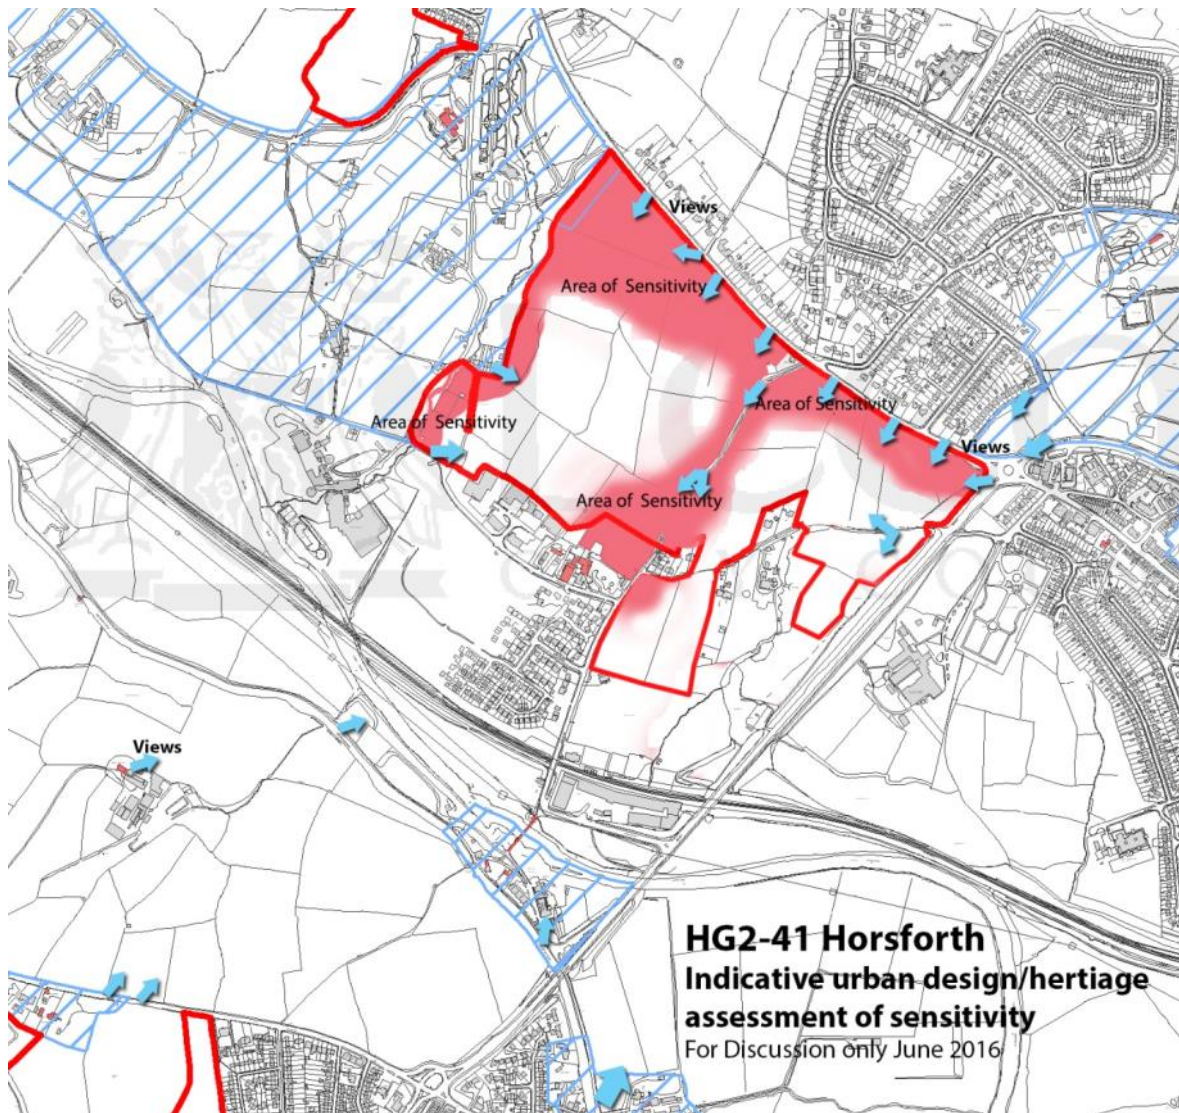 Views
Area of Sensitivity
Area of Sensitivity
Area of Sensitivity
Views
Area of Sensitivity
Views
HG2-41 Horsforth
Indicative urban design/hertiage
assessment of sensitivity
For Discussion only June 2016